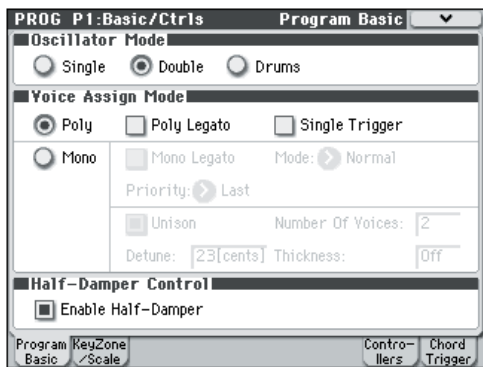 PROG P1:Basic/Ctrls Program Basic
Oscillator Mode
Single Double Drums
Voice Assign Mode
Poly Poly Legato Single Trigger
Mono Mono Legato Mode: Normal
Priority: Last
Unison Number Of Voices: 2
Detune: 23[cents] Thickness: Off
Half-Damper Control
Enable Half-Damper
Program Basic KeyZone /Scale Contro- llers Chord Trigger